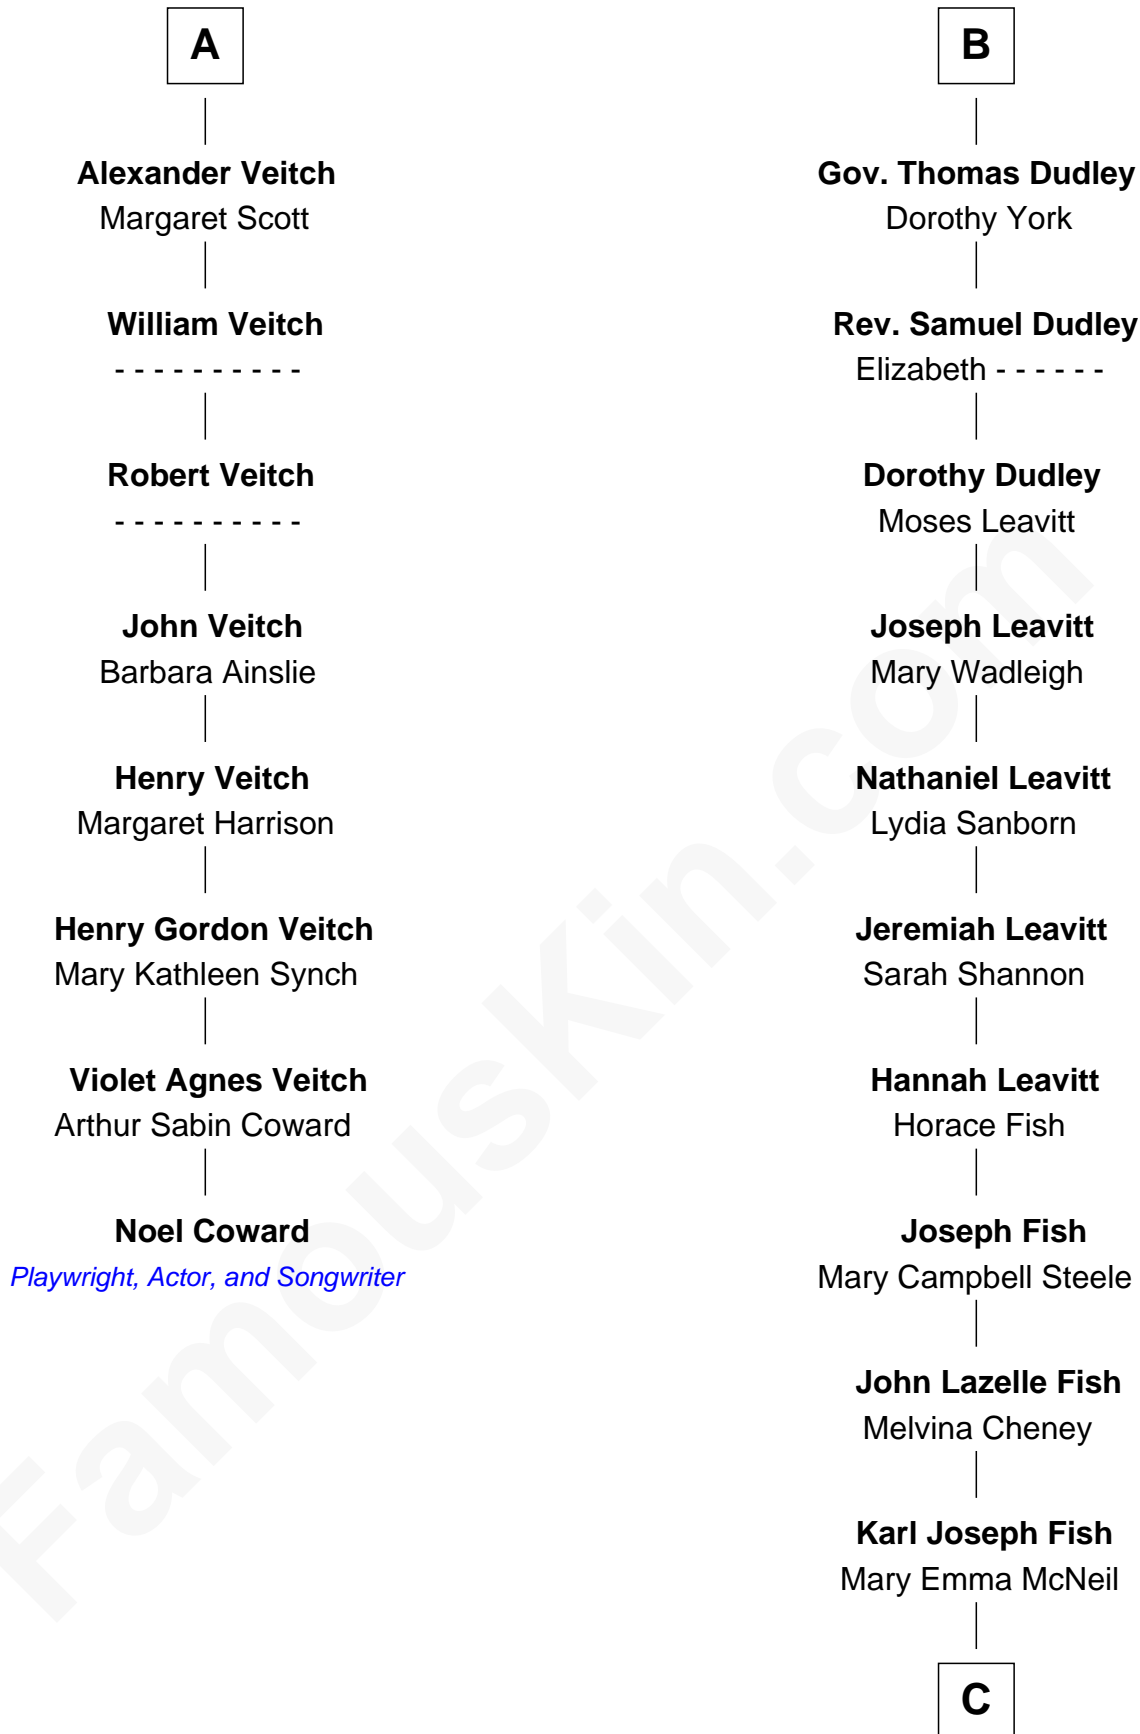 A
Alexander Veitch
Margaret Scott
William Veitch
- - - - - - - - - -
Robert Veitch
- - - - - - - - - -
John Veitch
Barbara Ainslie
Henry Veitch
Margaret Harrison
Henry Gordon Veitch
Mary Kathleen Synch
Violet Agnes Veitch
Arthur Sabin Coward
Noel Coward
Playwright, Actor, and Songwriter
B
Gov. Thomas Dudley
Dorothy York
Rev. Samuel Dudley
Elizabeth - - - - - -
Dorothy Dudley
Moses Leavitt
Joseph Leavitt
Mary Wadleigh
Nathaniel Leavitt
Lydia Sanborn
Jeremiah Leavitt
Sarah Shannon
Hannah Leavitt
Horace Fish
Joseph Fish
Mary Campbell Steele
John Lazelle Fish
Melvina Cheney
Karl Joseph Fish
Mary Emma McNeil
C
FamousKin.com